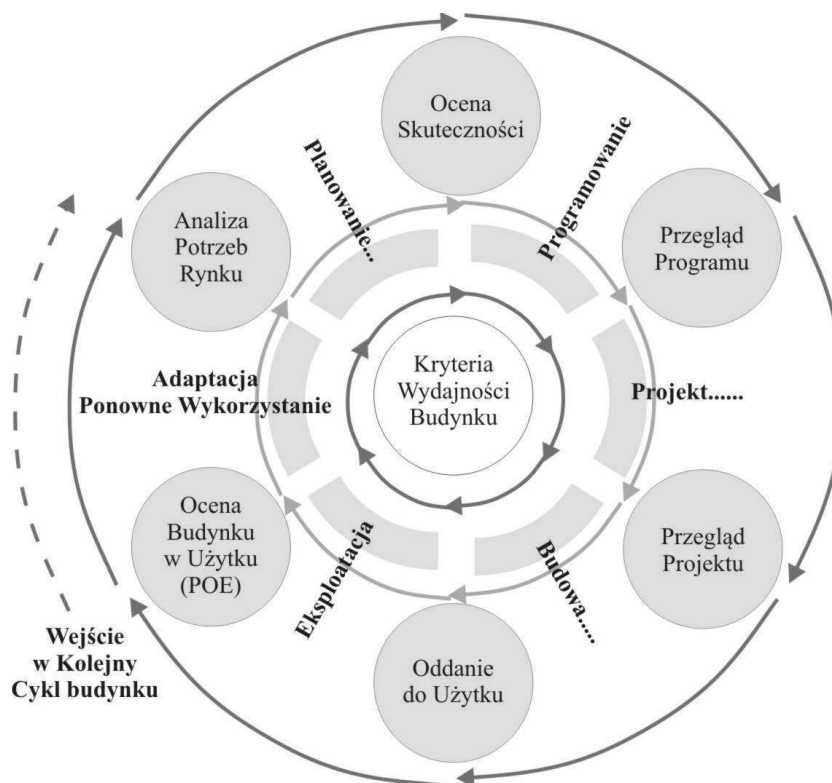 Ocena
Skuteczności
Planowanie...
Programowanie
Analiza
Potrzeb
Rynku
Przegląd
Programu
Kryteria
Wydajności
Budynku
Adaptacja
Ponowne Wykorzystanie
Projekt......
Ocena
Budynku
w Użytku
(POE)
Przegląd
Projektu
Eksploatacja
Budowa.....
Wejście
w Kolejny
Cykl budynku
Oddanie
do Użytku